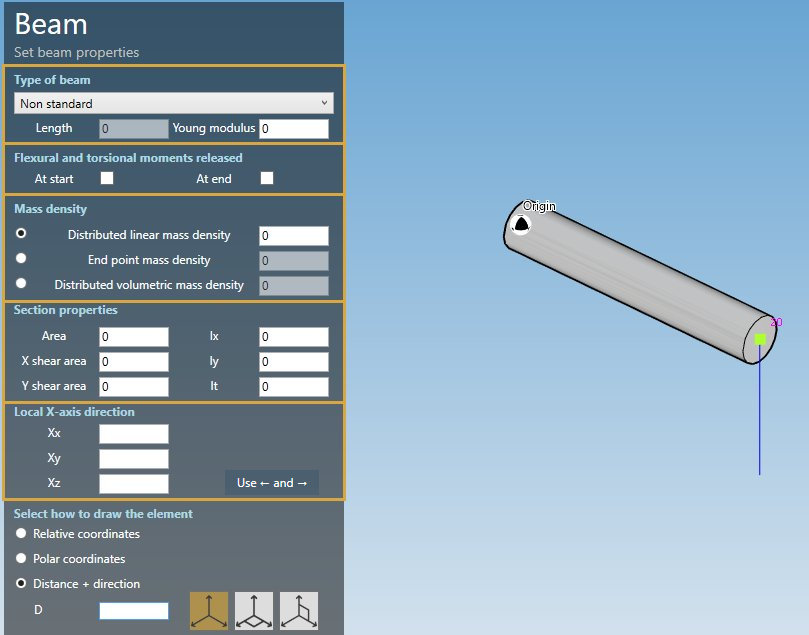 Beam
Set beam properties
Type of beam
Non standard
Length 0 Young modulus 0
Flexural and torsional moments released
At start At end
Mass density
Distributed linear mass density 0
End point mass density 0
Distributed volumetric mass density 0
Section properties
Area 0 Ix 0
X shear area 0 Iy 0
Y shear area 0 It 0
Local X-axis direction
Xx
Xy
Xz Use ← and →
Select how to draw the element
Relative coordinates
Polar coordinates
Distance + direction
D
Origin
20